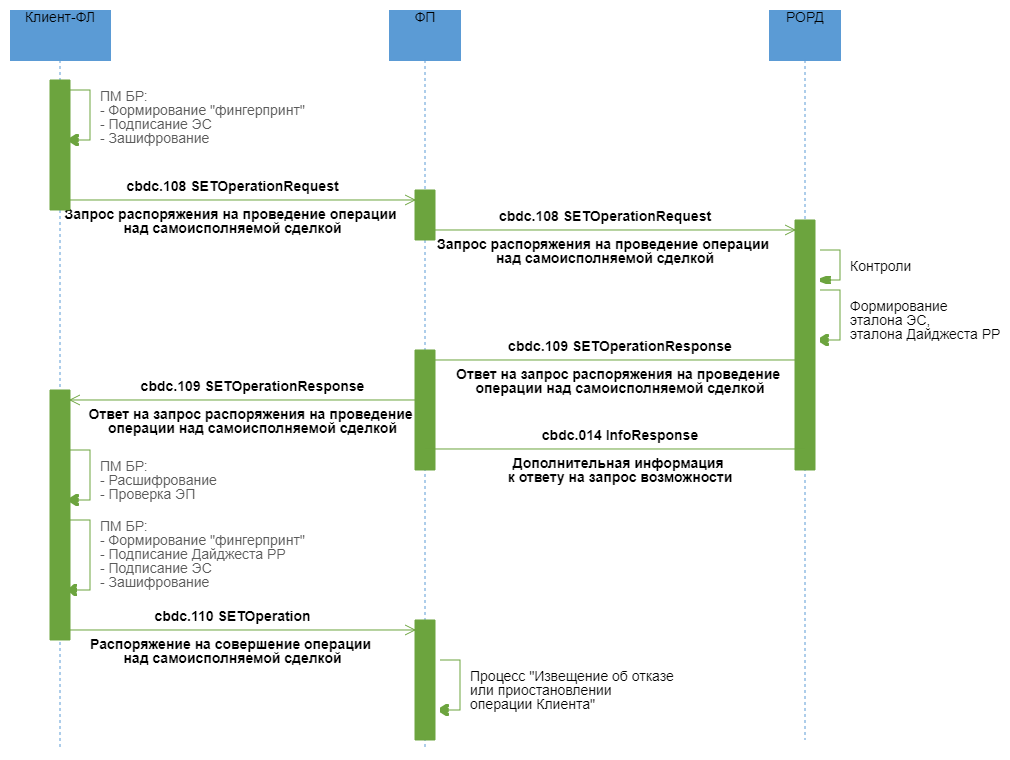 Клиент-ФЛ
ФП
РОРД
ПМ БР:
- Формирование "фингерпринт"
- Подписание ЭС
- Зашифрование
cbdc.108 SETOperationRequest
Запрос распоряжения на проведение операции
над самоисполняемой сделкой
cbdc.108 SETOperationRequest
Запрос распоряжения на проведение операции
над самоисполняемой сделкой
Контроли
Формирование
эталона ЭС,
эталона Дайджеста РР
cbdc.109 SETOperationResponse
Ответ на запрос распоряжения на проведение
операции над самоисполняемой сделкой
cbdc.109 SETOperationResponse
Ответ на запрос распоряжения на проведение
операции над самоисполняемой сделкой
cbdc.014 InfoResponse
Дополнительная информация
к ответу на запрос возможности
ПМ БР:
- Расшифрование
- Проверка ЭП
ПМ БР:
- Формирование "фингерпринт"
- Подписание Дайджеста РР
- Подписание ЭС
- Зашифрование
cbdc.110 SETOperation
Распоряжение на совершение операции
над самоисполняемой сделкой
Процесс "Извещение об отказе
или приостановлении
операции Клиента"